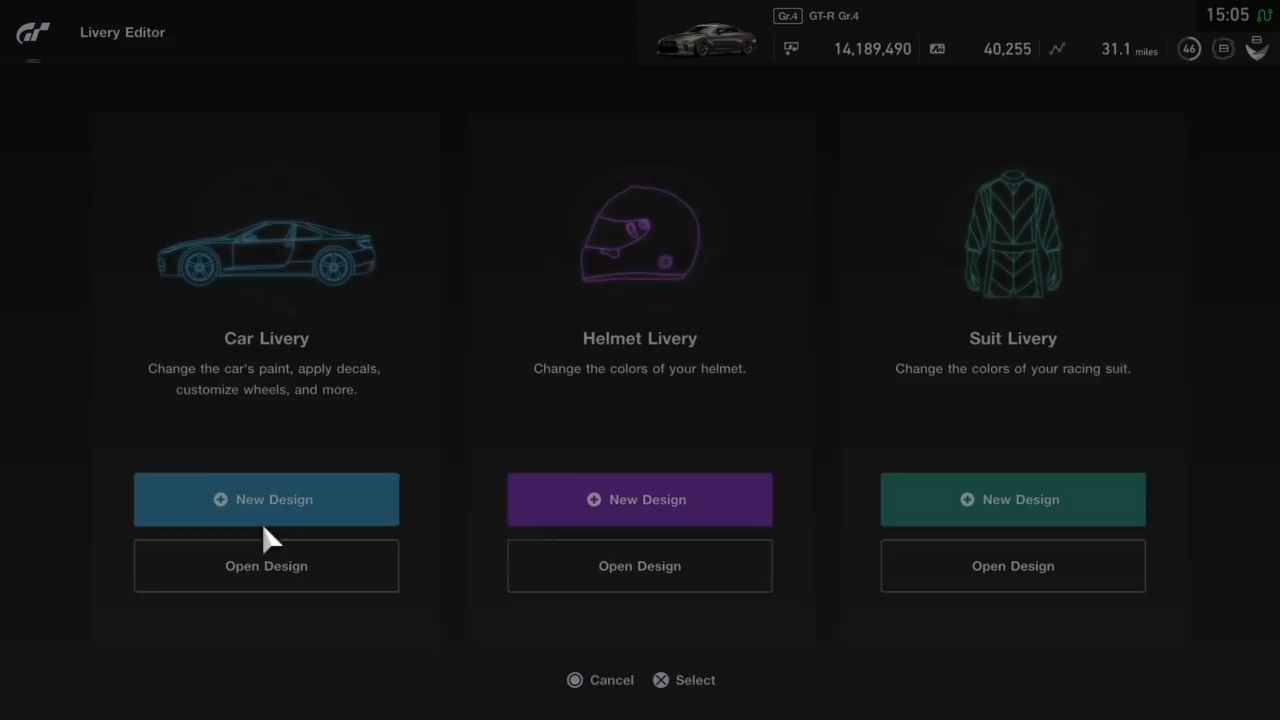 Livery Editor
Gr.4 GT-R Gr.4
15:05
14,189,490
40,255
31.1 miles
46
B
B
Car Livery
Change the car's paint, apply decals,
customize wheels, and more.
New Design
Open Design
Helmet Livery
Change the colors of your helmet.
New Design
Open Design
Suit Livery
Change the colors of your racing suit.
New Design
Open Design
Cancel Select